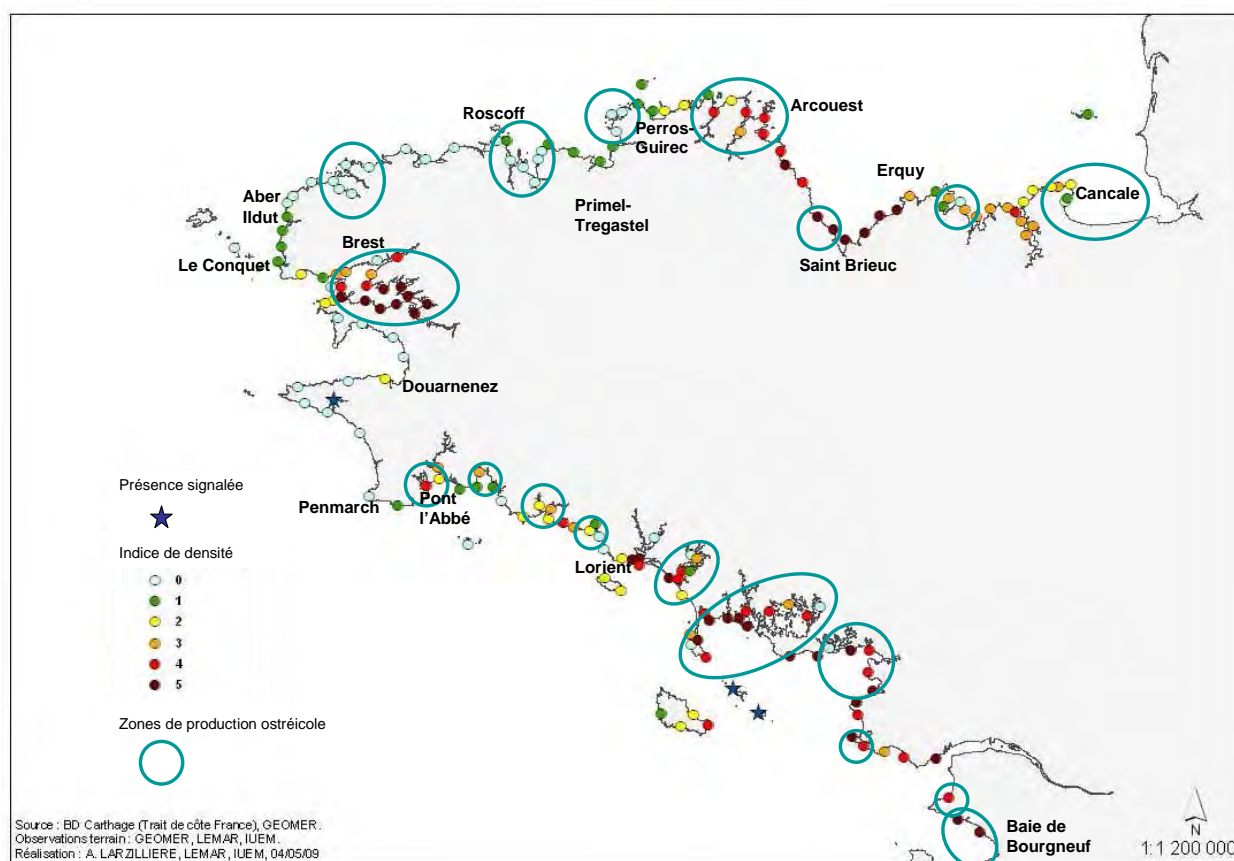 Roscoff
Arcouest
Perros-
Guirec
Erquy
Cancale
Aber
Ildut
Primel-
Tregastel
Brest
Le Conquet
Saint Brieuc
Douarnenez
Penmarch
Pont
l'Abbé
Lorient
Présence signalée
Indice de densité
0
1
2
3
4
5
Zones de production ostréicole
Baie de
Bourgneuf
N
1:1 200 000
Source : BD Carthage (Trait de côte France), GEOMER.
Observations terrain : GEOMER, LEMAR, IUEM.
Réalisation : A. LARZILLIERE, LEMAR, IUEM, 04/05/09